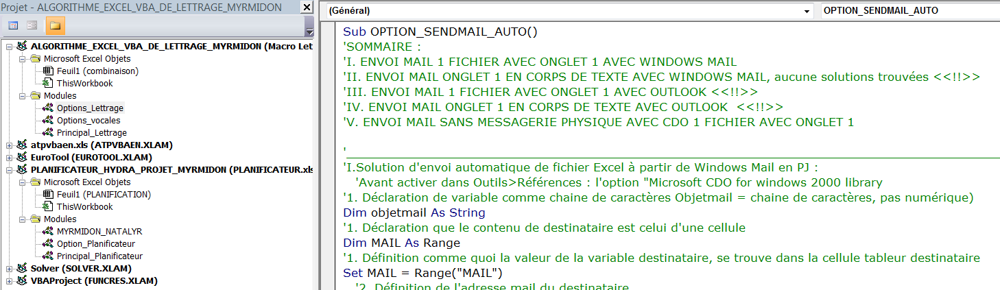 Projet - ALGORITHME_EXCEL_VBA_DE_LETTRAGE_MYRMIDON
ALGORITHME_EXCEL_VBA_DE_LETTRAGE_MYRMIDON (Macro Let
Microsoft Excel Objets
Feuil1 (combinaison)
ThisWorkbook
Modules
Options_Lettrage
Options_vocales
Principal_Lettrage
atpvbaen.xls (ATPVBAEN.XLAM)
EuroTool (EUROTOOL.XLAM)
PLANIFICATEUR_HYDRA_PROJET_MYRMIDON (PLANIFICATEUR.xls
Microsoft Excel Objets
Feuil1 (PLANIFICATION)
ThisWorkbook
Modules
MYRMIDON_NATALYR
Option_Planificateur
Principal_Planificateur
Solver (SOLVER.XLAM)
VBAProject (FUNCRES.XLAM)
(Général)
OPTION_SENDMAIL_AUTO
Sub OPTION_SENDMAIL_AUTO()
'SOMMAIRE :
'I. ENVOI MAIL 1 FICHIER AVEC ONGLET 1 AVEC WINDOWS MAIL
'II. ENVOI MAIL ONGLET 1 EN CORPS DE TEXTE AVEC WINDOWS MAIL, aucune solutions trouvées <<!!>>
'III. ENVOI MAIL 1 FICHIER AVEC ONGLET 1 AVEC OUTLOOK <<!!>>
'IV. ENVOI MAIL ONGLET 1 EN CORPS DE TEXTE AVEC OUTLOOK  <<!!>>
'V. ENVOI MAIL SANS MESSAGERIE PHYSIQUE AVEC CDO 1 FICHIER AVEC ONGLET 1
'________________________________________________________________
'I.Solution d'envoi automatique de fichier Excel à partir de Windows Mail en PJ :
'Avant activer dans Outils>Références : l'option "Microsoft CDO for windows 2000 library
'1. Déclaration de variable comme chaine de caractères Objetmail = chaine de caractères, pas numérique)
Dim objetmail As String
'1. Déclaration que le contenu de destinataire est celui d'une cellule
Dim MAIL As Range
'1. Définition comme quoi la valeur de la variable destinataire, se trouve dans la cellule tableur destinataire
Set MAIL = Range("MAIL")
'2. Définition de l'adresse mail du destinataire